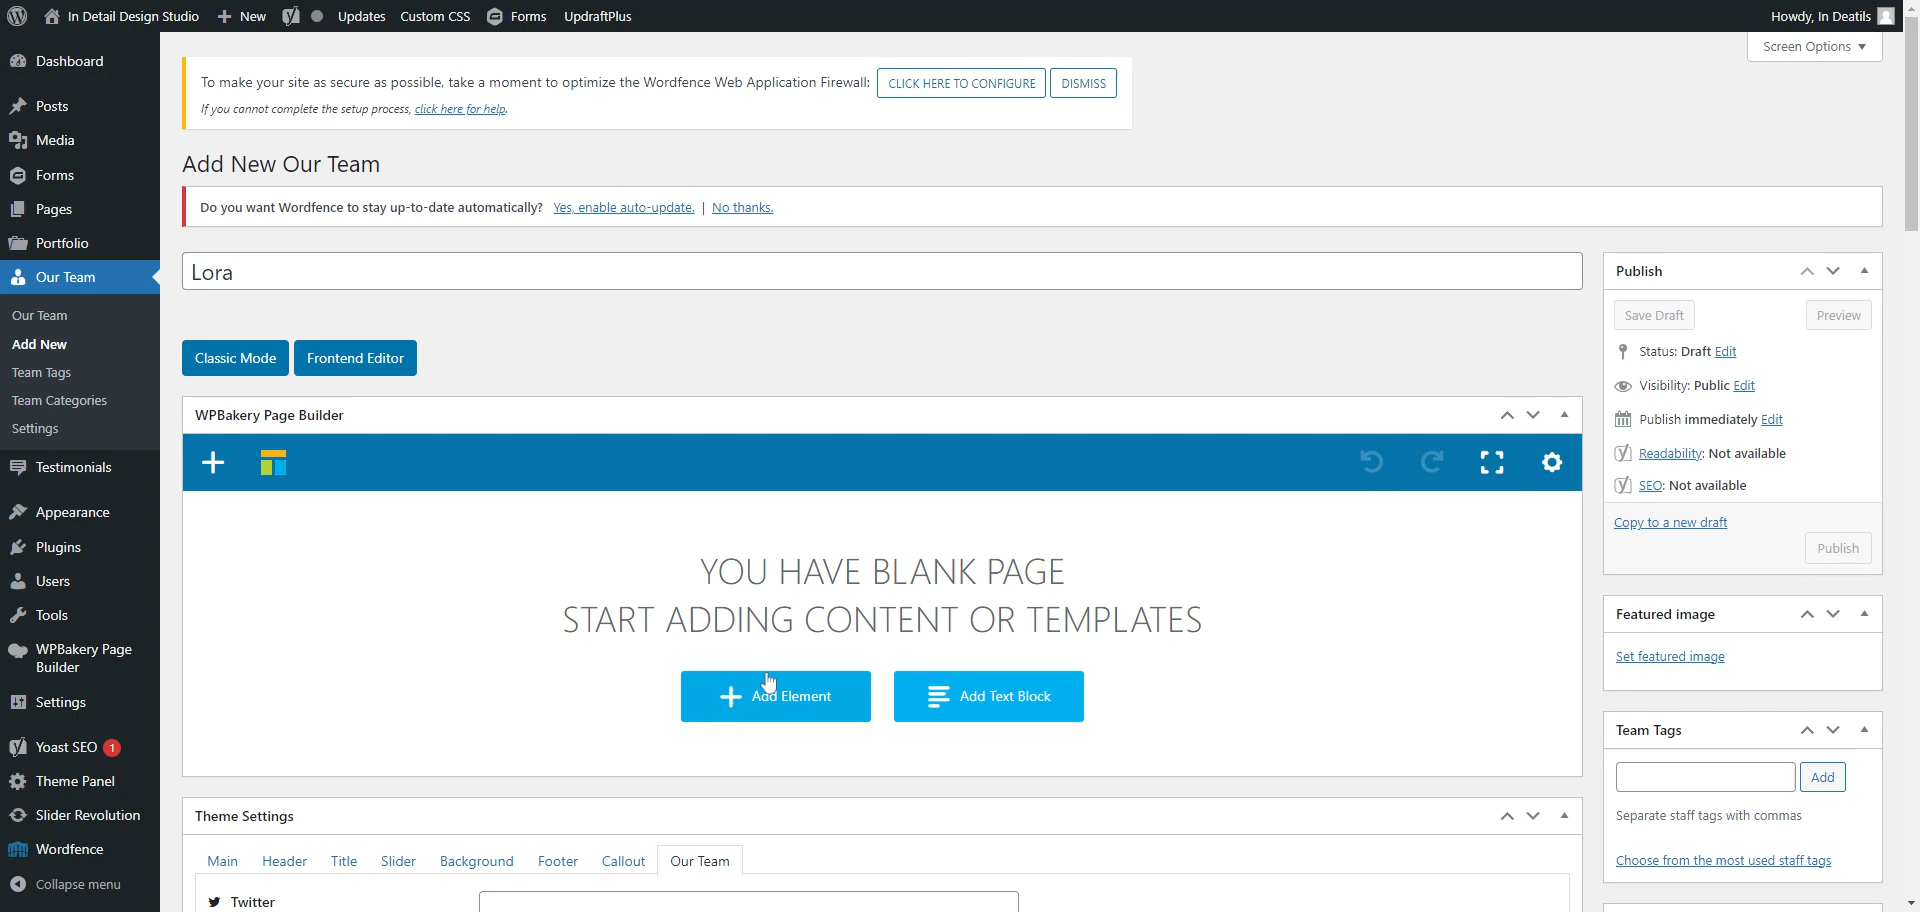 In Detail Design Studio New Updates Custom CSS Forms UpdraftPlus Howdy, In Deatils
Screen Options
Dashboard
Posts
Media
Forms
Pages
Portfolio
Our Team
Our Team
Add New
Team Tags
Team Categories
Settings
Testimonials
Appearance
Plugins
Users
Tools
WPBakery Page
Builder
Settings
Yoast SEO 1
Theme Panel
Slider Revolution
Wordfence
Collapse menu
To make your site as secure as possible, take a moment to optimize the Wordfence Web Application Firewall: CLICK HERE TO CONFIGURE DISMISS
If you cannot complete the setup process, click here for help.
Add New Our Team
Do you want Wordfence to stay up-to-date automatically? Yes, enable auto-update. | No thanks.
Lora
Classic Mode Frontend Editor
WPBakery Page Builder
YOU HAVE BLANK PAGE
START ADDING CONTENT OR TEMPLATES
Add Element Add Text Block
Theme Settings
Main Header Title Slider Background Footer Callout Our Team
Twitter
Publish
Save Draft Preview
Status: Draft Edit
Visibility: Public Edit
Publish immediately Edit
Readability: Not available
SEO: Not available
Copy to a new draft
Publish
Featured image
Set featured image
Team Tags
Add
Separate staff tags with commas
Choose from the most used staff tags